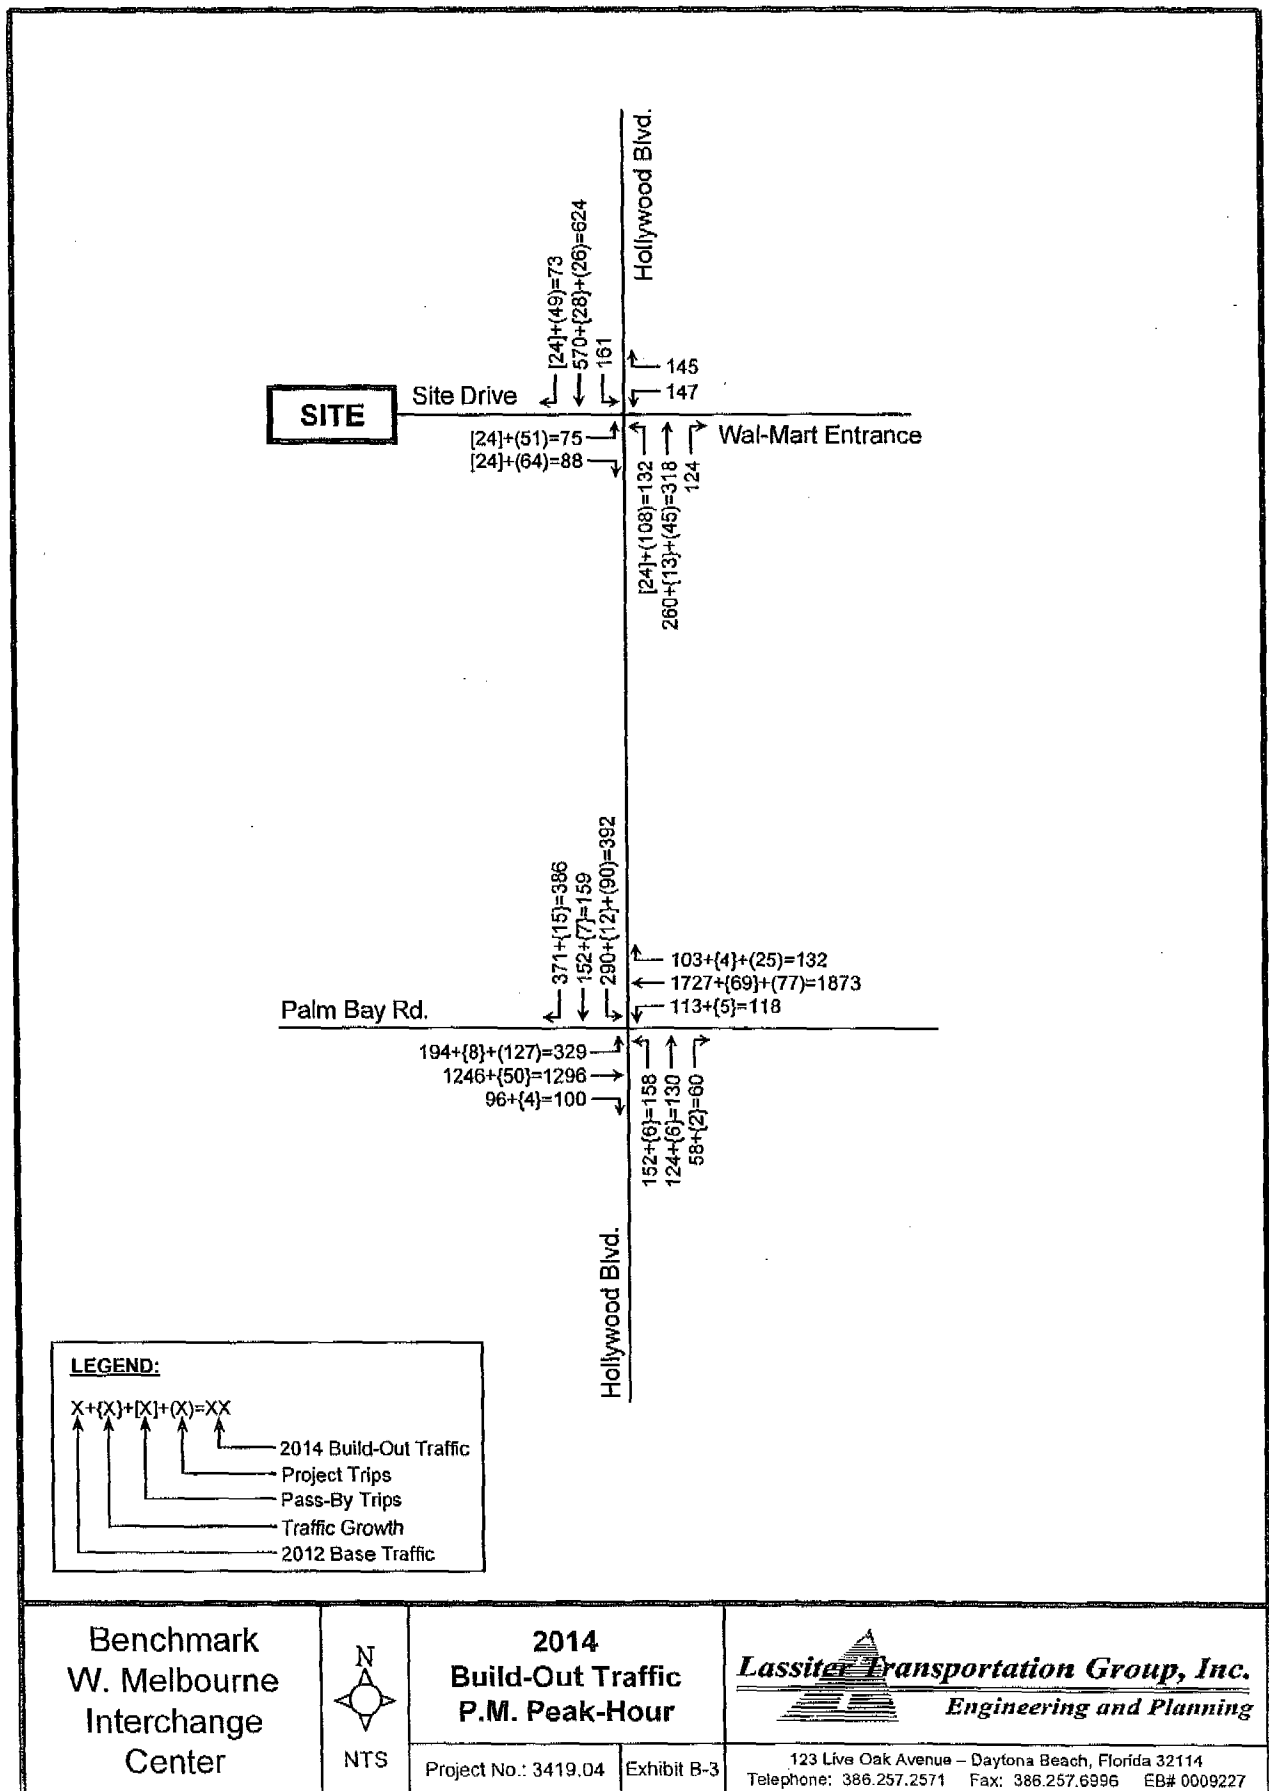 Hollywood Blvd.
[24]+(49)=73
570+{28}+(26)=624
161
145
147
Site Drive
SITE
Wal-Mart Entrance
[24]+(51)=75
[24]+(64)=88
[24]+(108)=132
260+{13}+(45)=318
124
371+{15}=386
152+{7}=159
290+{12}+(90)=392
103+{4}+(25)=132
1727+{69}+(77)=1873
113+{5}=118
Palm Bay Rd.
194+{8}+(127)=329
1246+{50}=1296
96+{4}=100
152+{6}=158
124+{6}=130
58+{2}=60
Hollywood Blvd.
LEGEND:
X+{X}+[X]+(X)=XX
2014 Build-Out Traffic
Project Trips
Pass-By Trips
Traffic Growth
2012 Base Traffic
Benchmark
W. Melbourne
Interchange
Center
N
NTS
2014
Build-Out Traffic
P.M. Peak-Hour
Project No.: 3419.04
Exhibit B-3
Lassiter Transportation Group, Inc.
Engineering and Planning
123 Live Oak Avenue – Daytona Beach, Florida 32114
Telephone: 386.257.2571 Fax: 386.257.6996 EB# 0009227